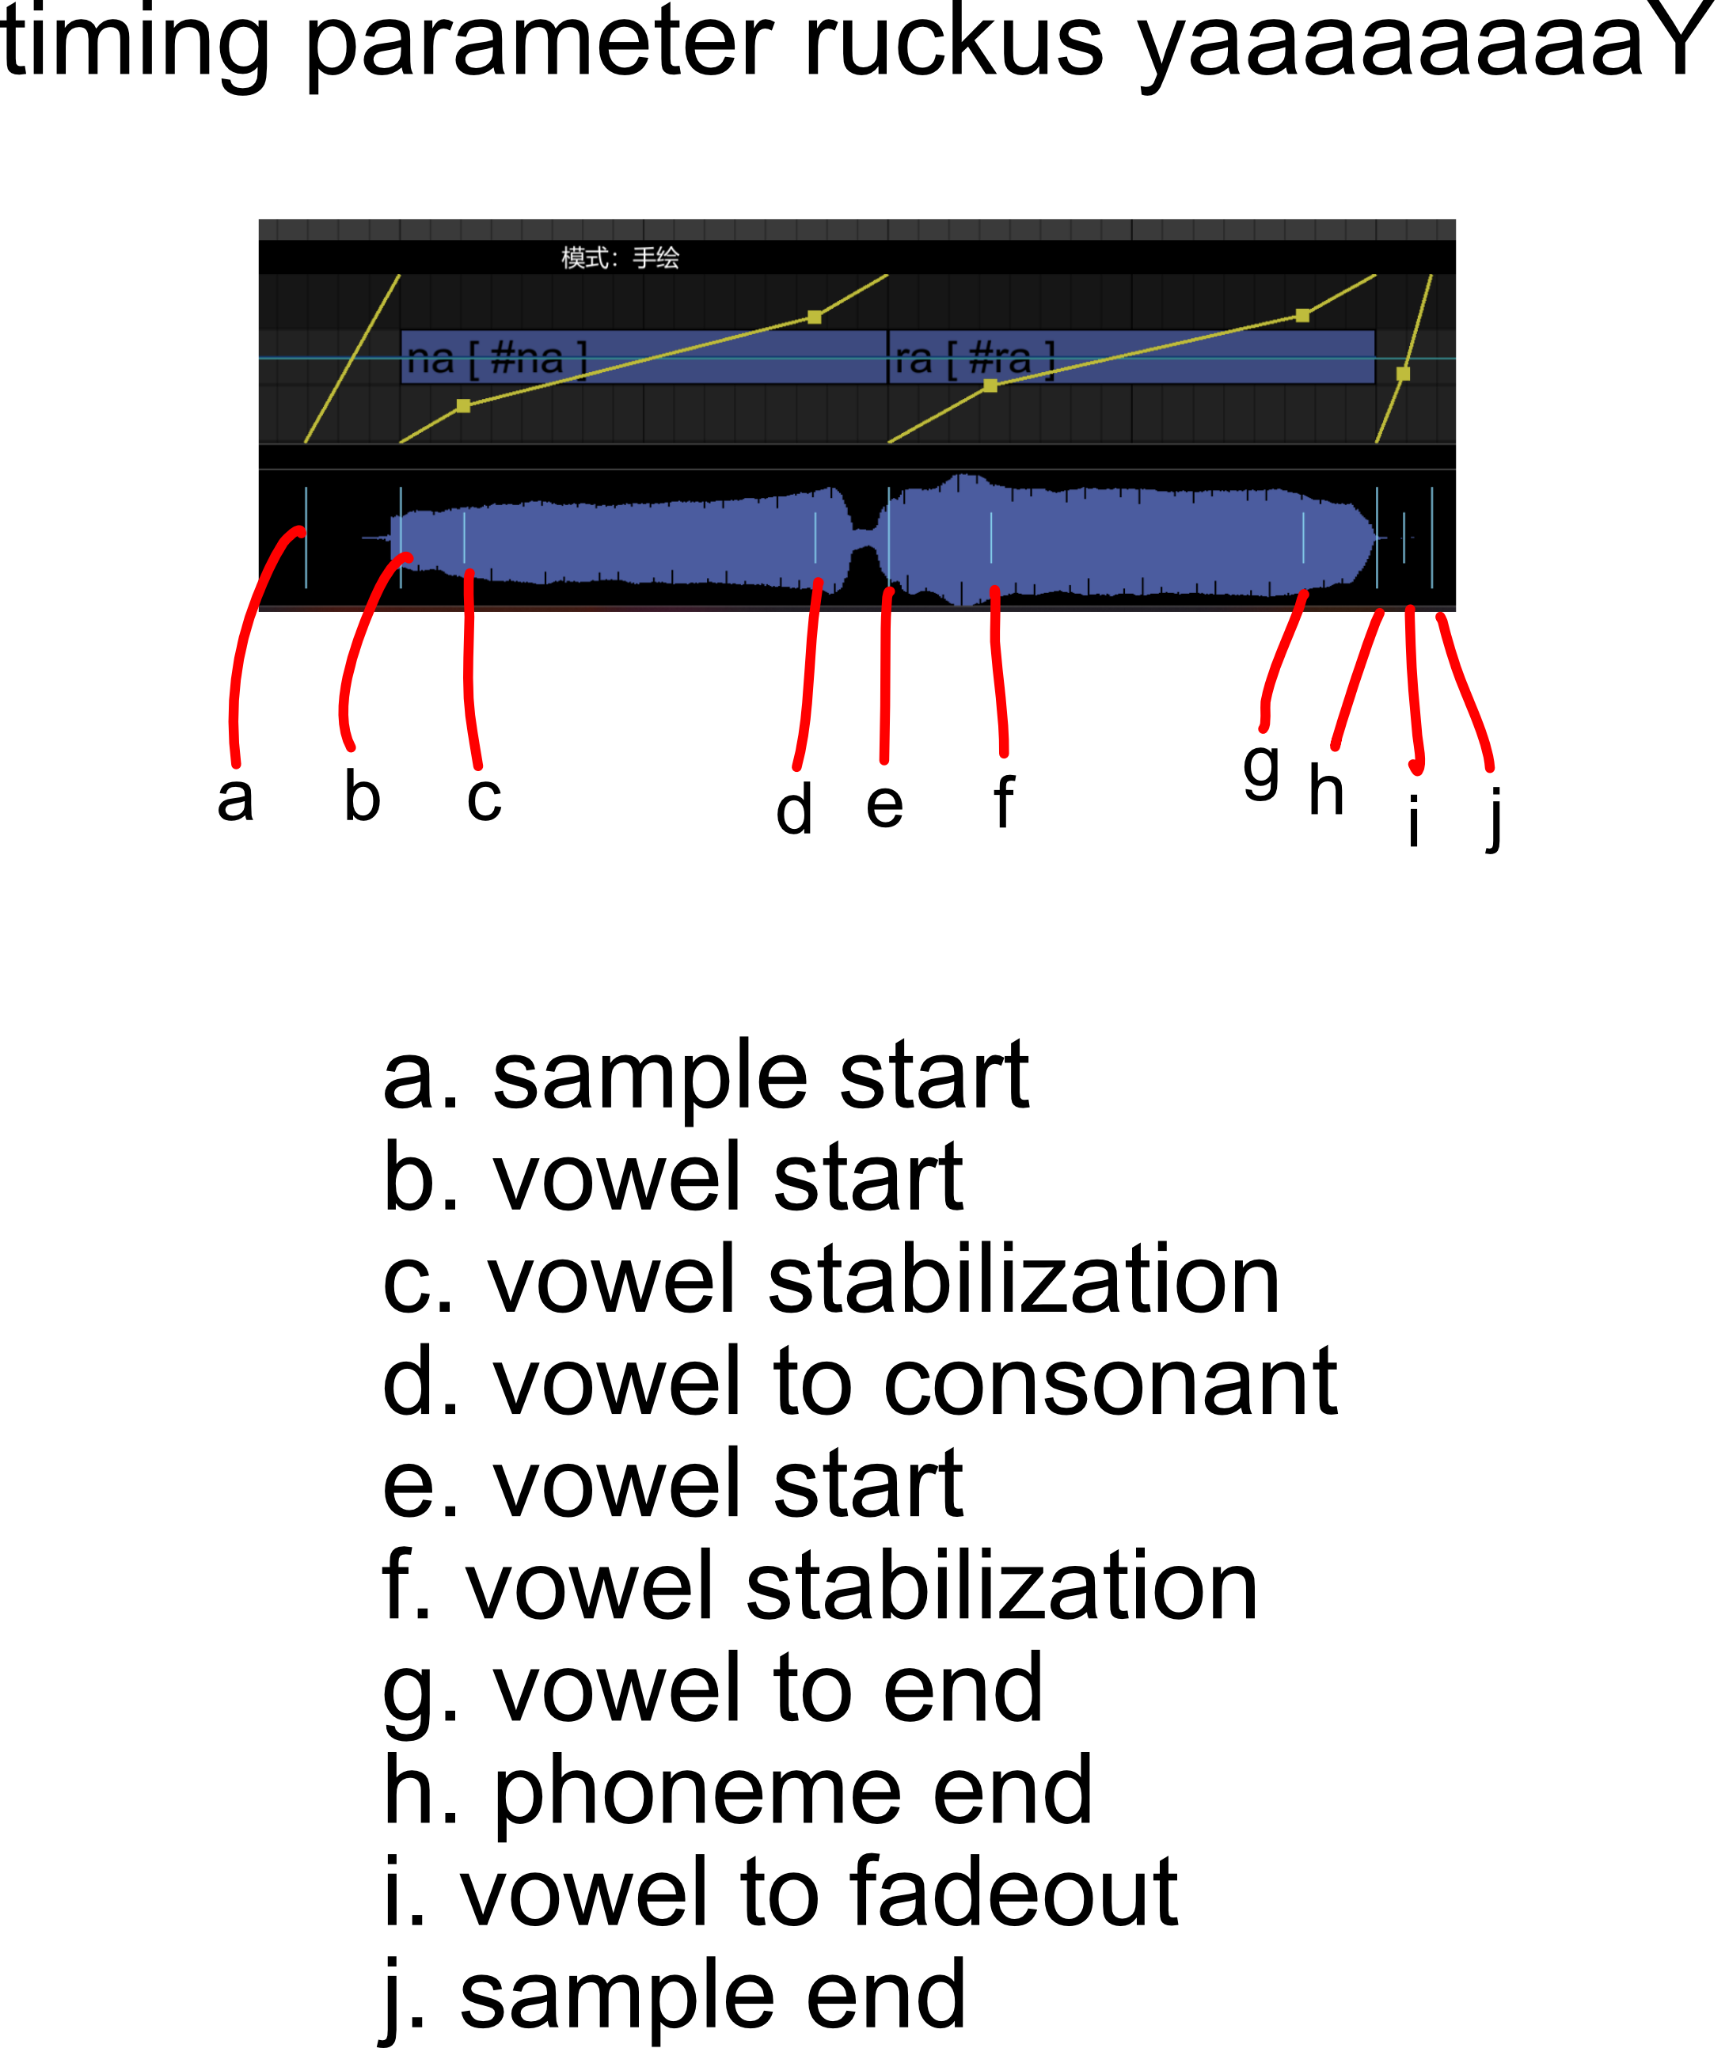 timing parameter ruckus yaaaaaaaaY
模式：手绘
na [ #na ]
ra [ #ra ]
a
b
c
d
e
f
g
h
i
j
a. sample start
b. vowel start
c. vowel stabilization
d. vowel to consonant
e. vowel start
f. vowel stabilization
g. vowel to end
h. phoneme end
i. vowel to fadeout
j. sample end